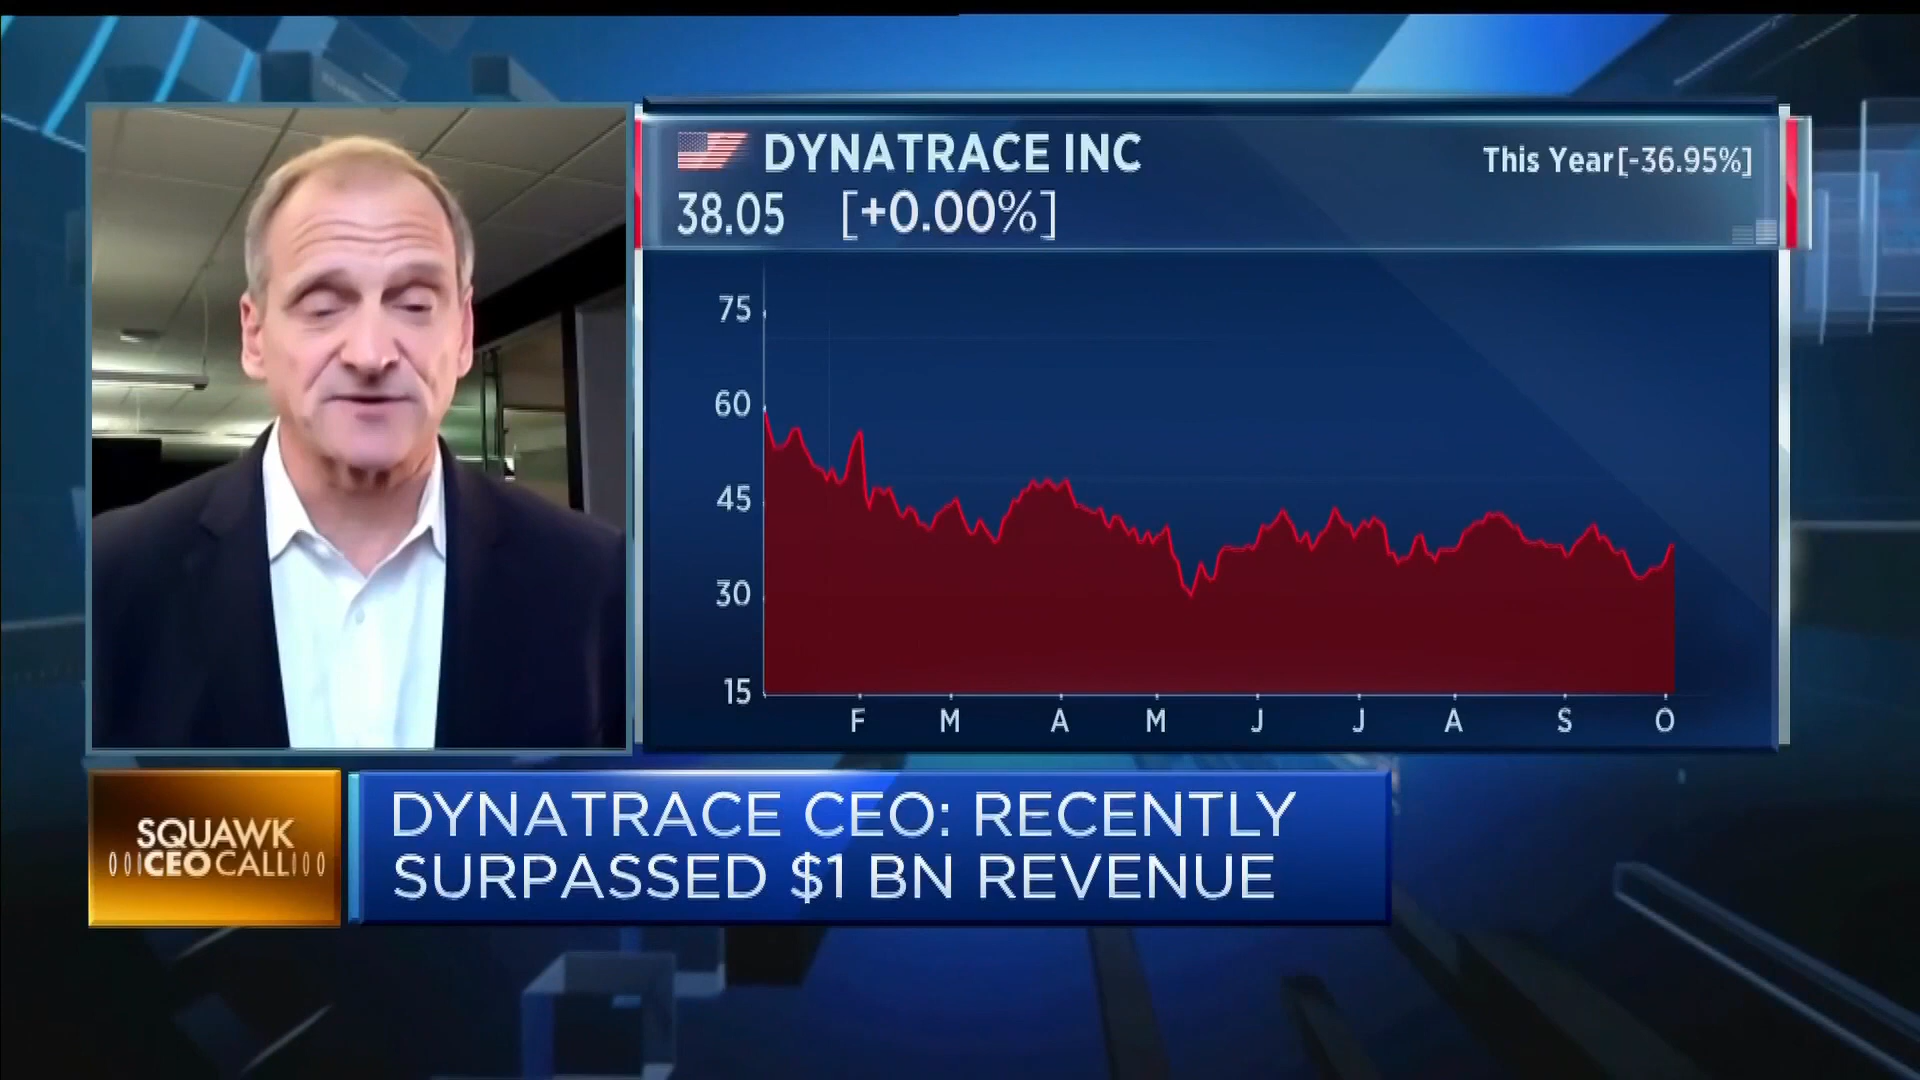 DYNATRACE INC
This Year[-36.95%]
38.05 [+0.00%]
75
60
45
30
15
F M A M J J A S O
SQUAWK
CEO CALL
DYNATRACE CEO: RECENTLY
SURPASSED $1 BN REVENUE